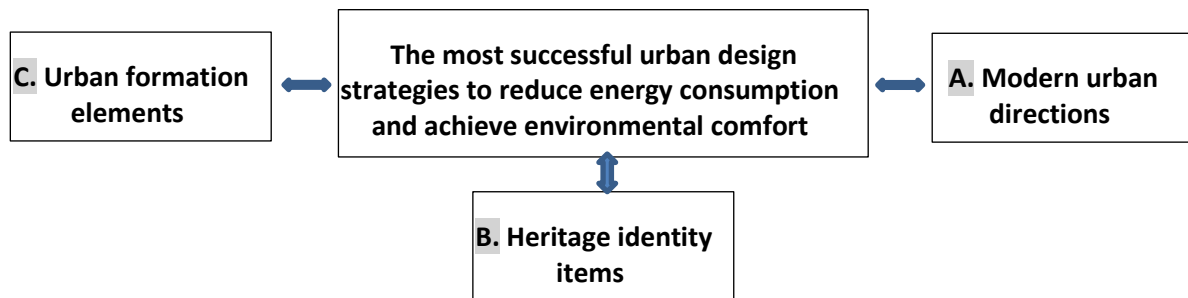 C. Urban formation
elements
The most successful urban design
strategies to reduce energy consumption
and achieve environmental comfort
A. Modern urban
directions
B. Heritage identity
items